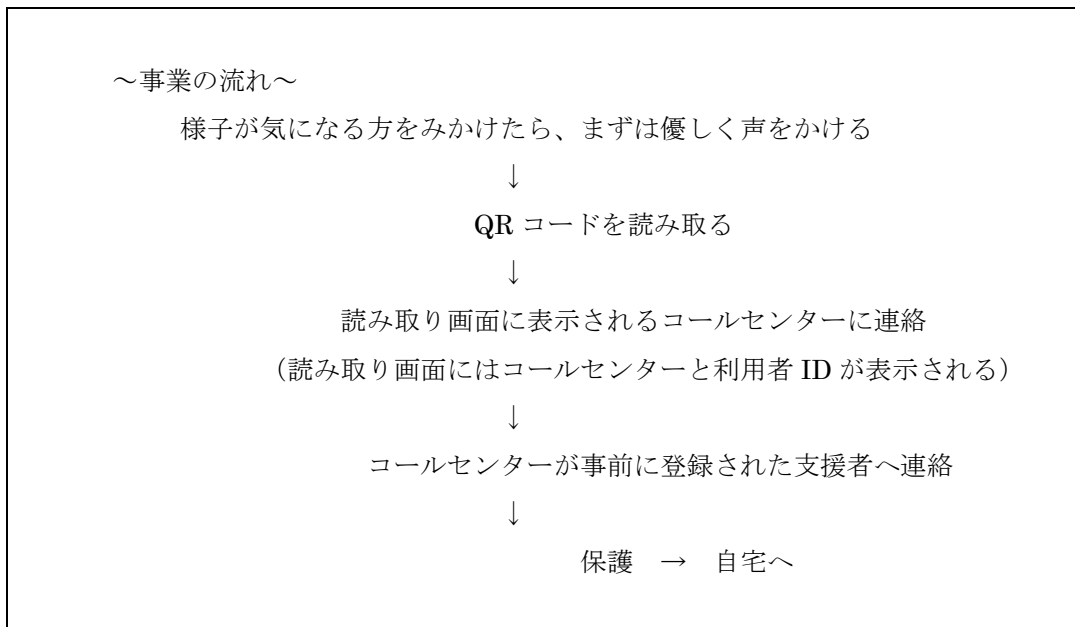 ～事業の流れ～
様子が気になる方をみかけたら、まずは優しく声をかける
↓
QR コードを読み取る
↓
読み取り画面に表示されるコールセンターに連絡
（読み取り画面にはコールセンターと利用者 ID が表示される）
↓
コールセンターが事前に登録された支援者へ連絡
↓
保護　→　自宅へ